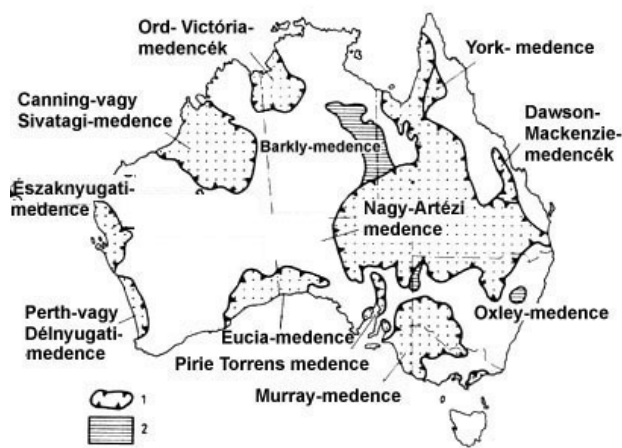 Ord- Victória-
medencék
York- medence
Canning-vagy
Sivatagi-medence
Dawson-
Mackenzie-
medencék
Barkly-medence
Északnyugati-
medence
Nagy-Artézi
medence
Perth-vagy
Délnyugati-
medence
Eucia-medence
Oxley-medence
Pirie Torrens medence
Murray-medence
1
2